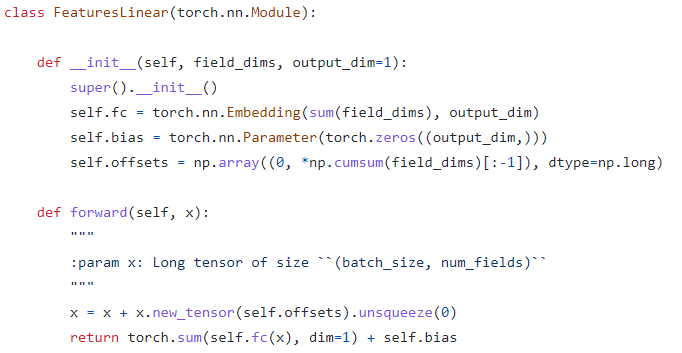 class FeaturesLinear(torch.nn.Module):
    def __init__(self, field_dims, output_dim=1):
        super().__init__()
        self.fc = torch.nn.Embedding(sum(field_dims), output_dim)
        self.bias = torch.nn.Parameter(torch.zeros((output_dim,)))
        self.offsets = np.array((0, *np.cumsum(field_dims)[:-1]), dtype=np.long)
    def forward(self, x):
        """
        :param x: Long tensor of size ``(batch_size, num_fields)``
        """
        x = x + x.new_tensor(self.offsets).unsqueeze(0)
        return torch.sum(self.fc(x), dim=1) + self.bias